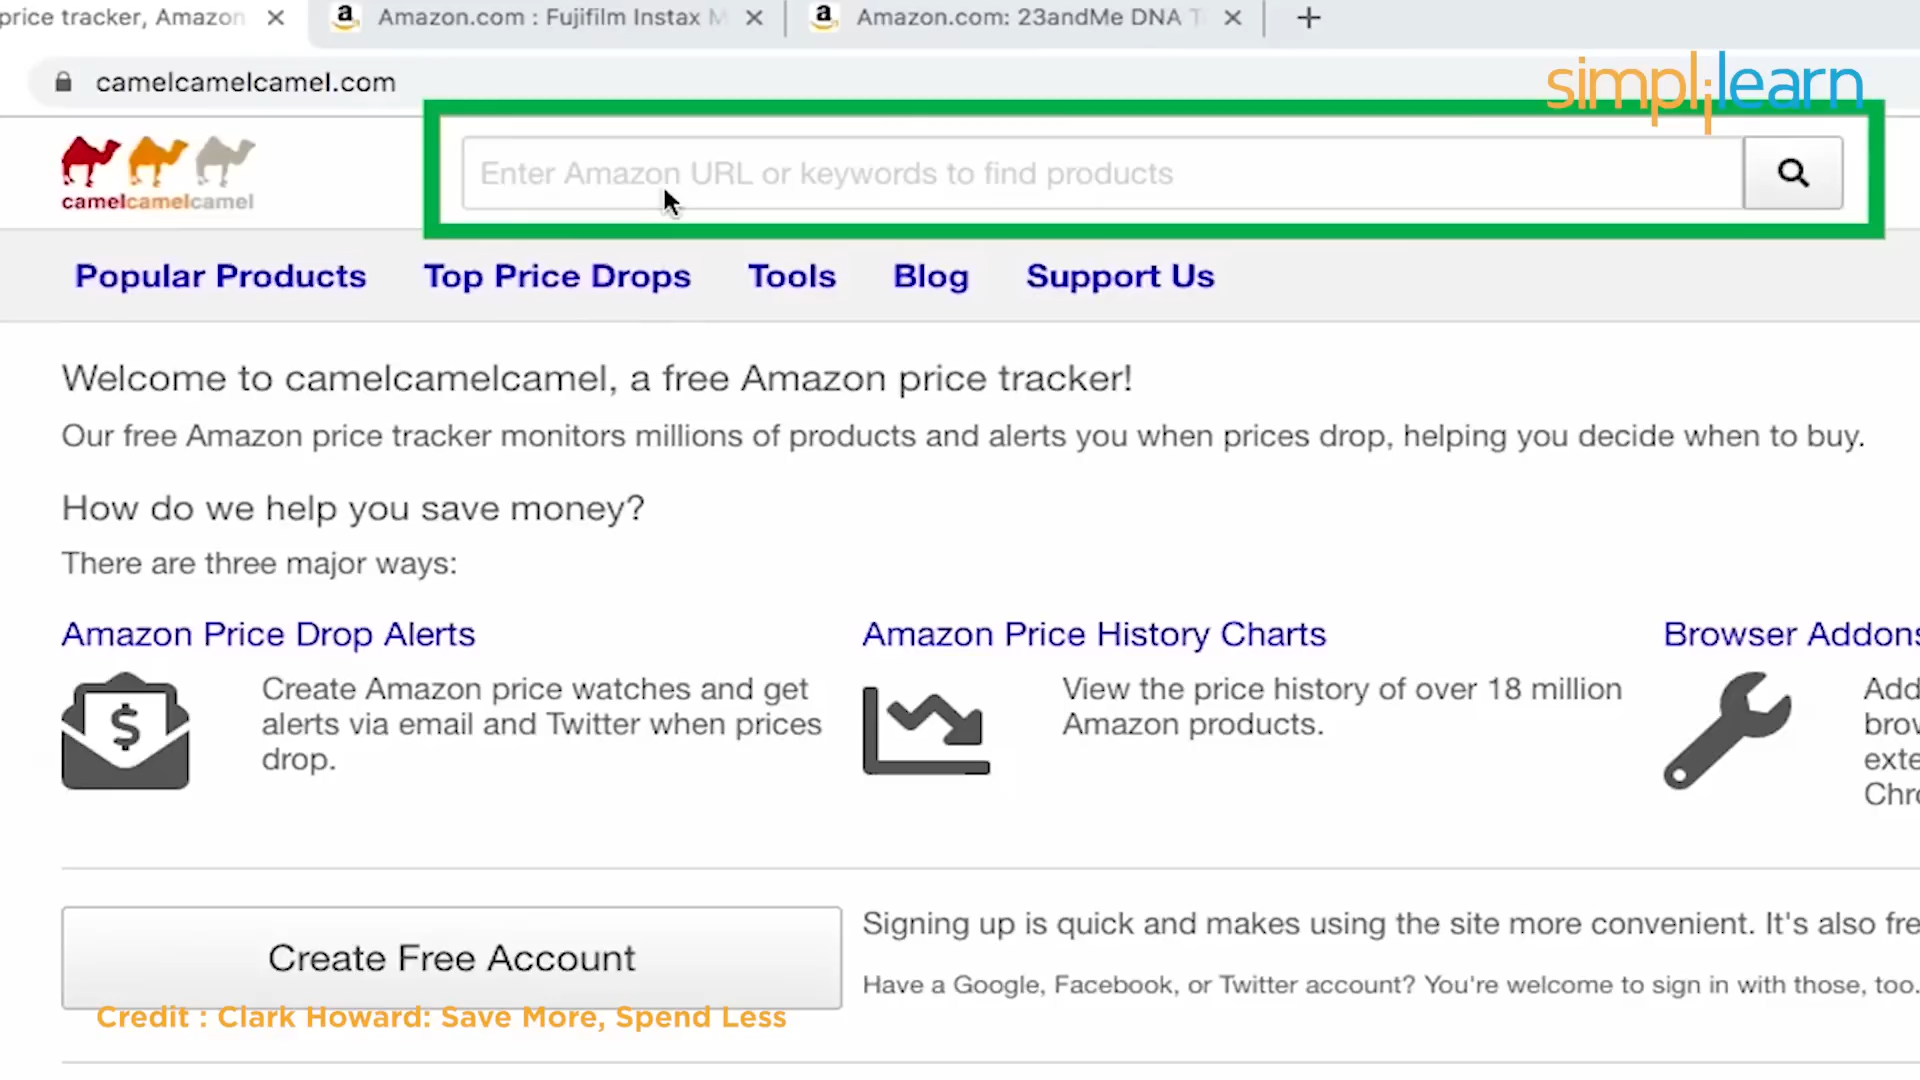 price tracker, Amazon
Amazon.com : Fujifilm Instax M
Amazon.com: 23andMe DNA T
camelcamelcamel.com
simplilearn
camelcamelcamel
Enter Amazon URL or keywords to find products
Popular Products Top Price Drops Tools Blog Support Us
Welcome to camelcamelcamel, a free Amazon price tracker!
Our free Amazon price tracker monitors millions of products and alerts you when prices drop, helping you decide when to buy.
How do we help you save money?
There are three major ways:
Amazon Price Drop Alerts
Create Amazon price watches and get
alerts via email and Twitter when prices
drop.
Amazon Price History Charts
View the price history of over 18 million
Amazon products.
Browser Addons
Add
brow
exte
Chro
Create Free Account
Signing up is quick and makes using the site more convenient. It's also fre
Have a Google, Facebook, or Twitter account? You're welcome to sign in with those, too.
Credit : Clark Howard: Save More, Spend Less